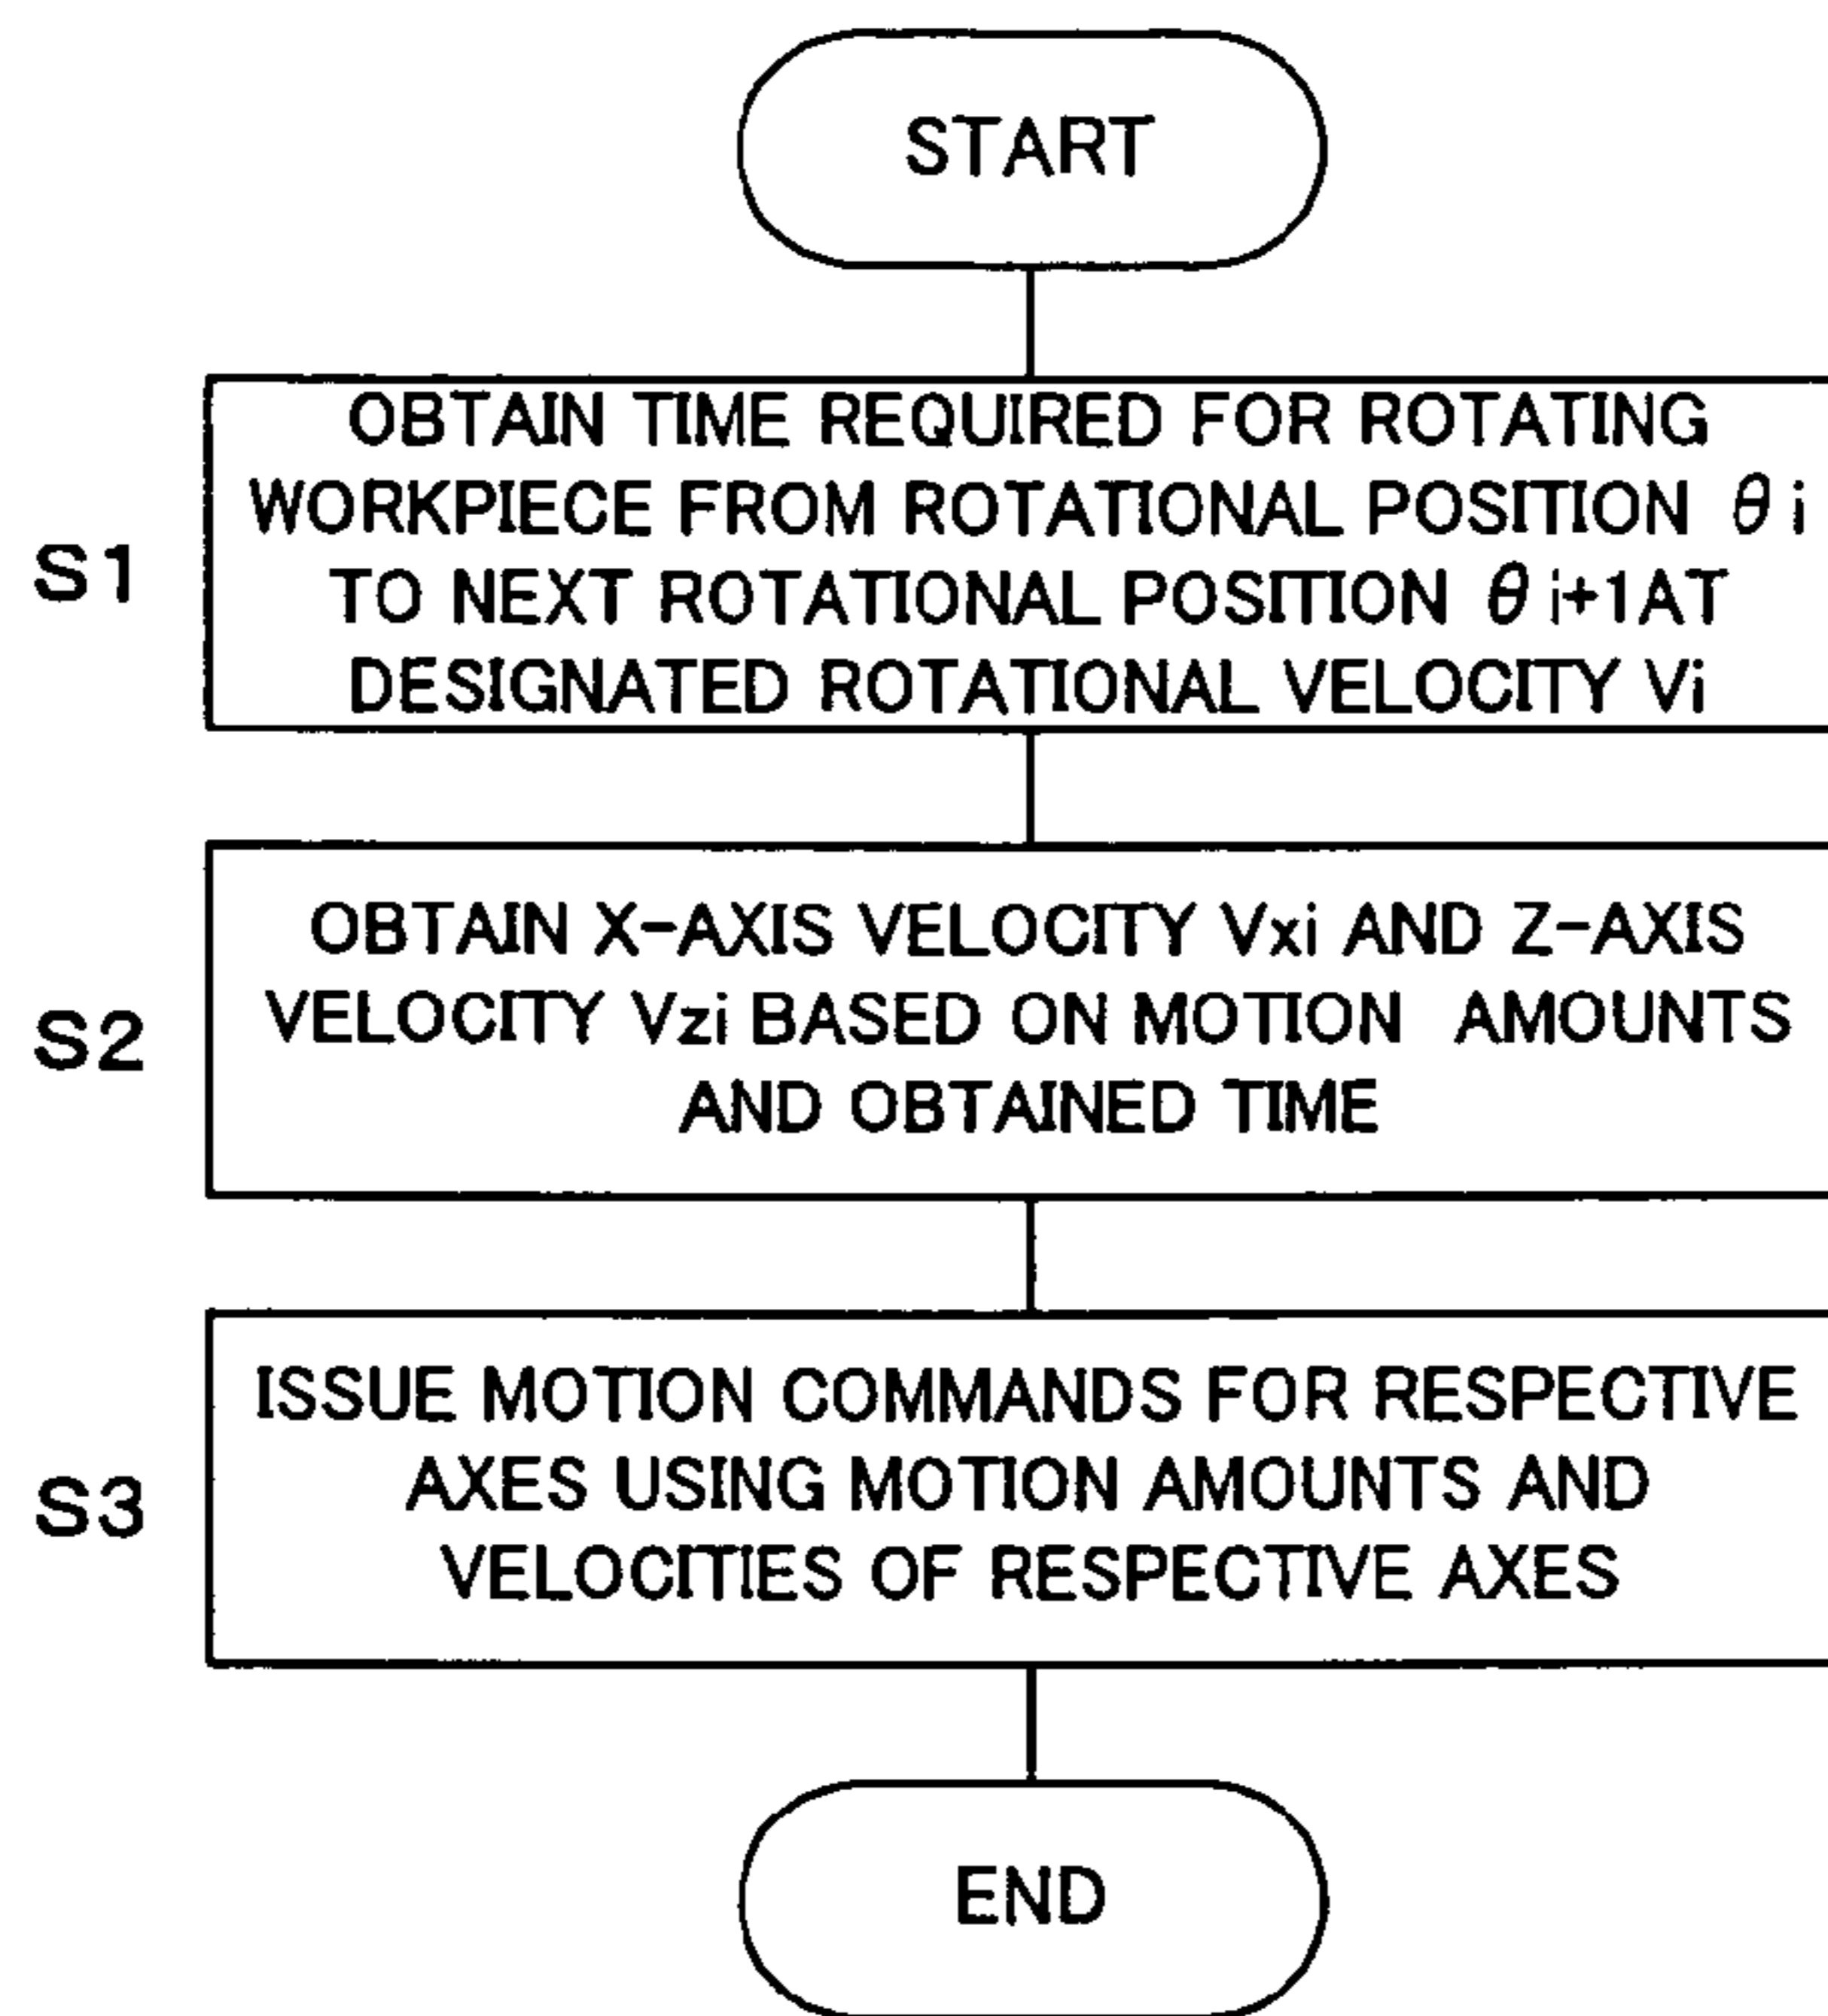 START
OBTAIN TIME REQUIRED FOR ROTATING
WORKPIECE FROM ROTATIONAL POSITION θi
S1
TO NEXT ROTATIONAL POSITION θi+1AT
DESIGNATED ROTATIONAL VELOCITY Vi
OBTAIN X-AXIS VELOCITY Vxi AND Z-AXIS
S2
VELOCITY Vzi BASED ON MOTION AMOUNTS
AND OBTAINED TIME
ISSUE MOTION COMMANDS FOR RESPECTIVE
S3
AXES USING MOTION AMOUNTS AND
VELOCITIES OF RESPECTIVE AXES
END